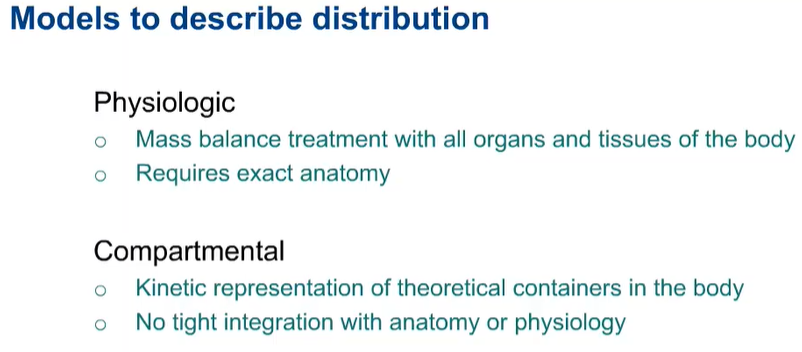 Models to describe distribution
Physiologic
○ Mass balance treatment with all organs and tissues of the body
○ Requires exact anatomy
Compartmental
○ Kinetic representation of theoretical containers in the body
○ No tight integration with anatomy or physiology